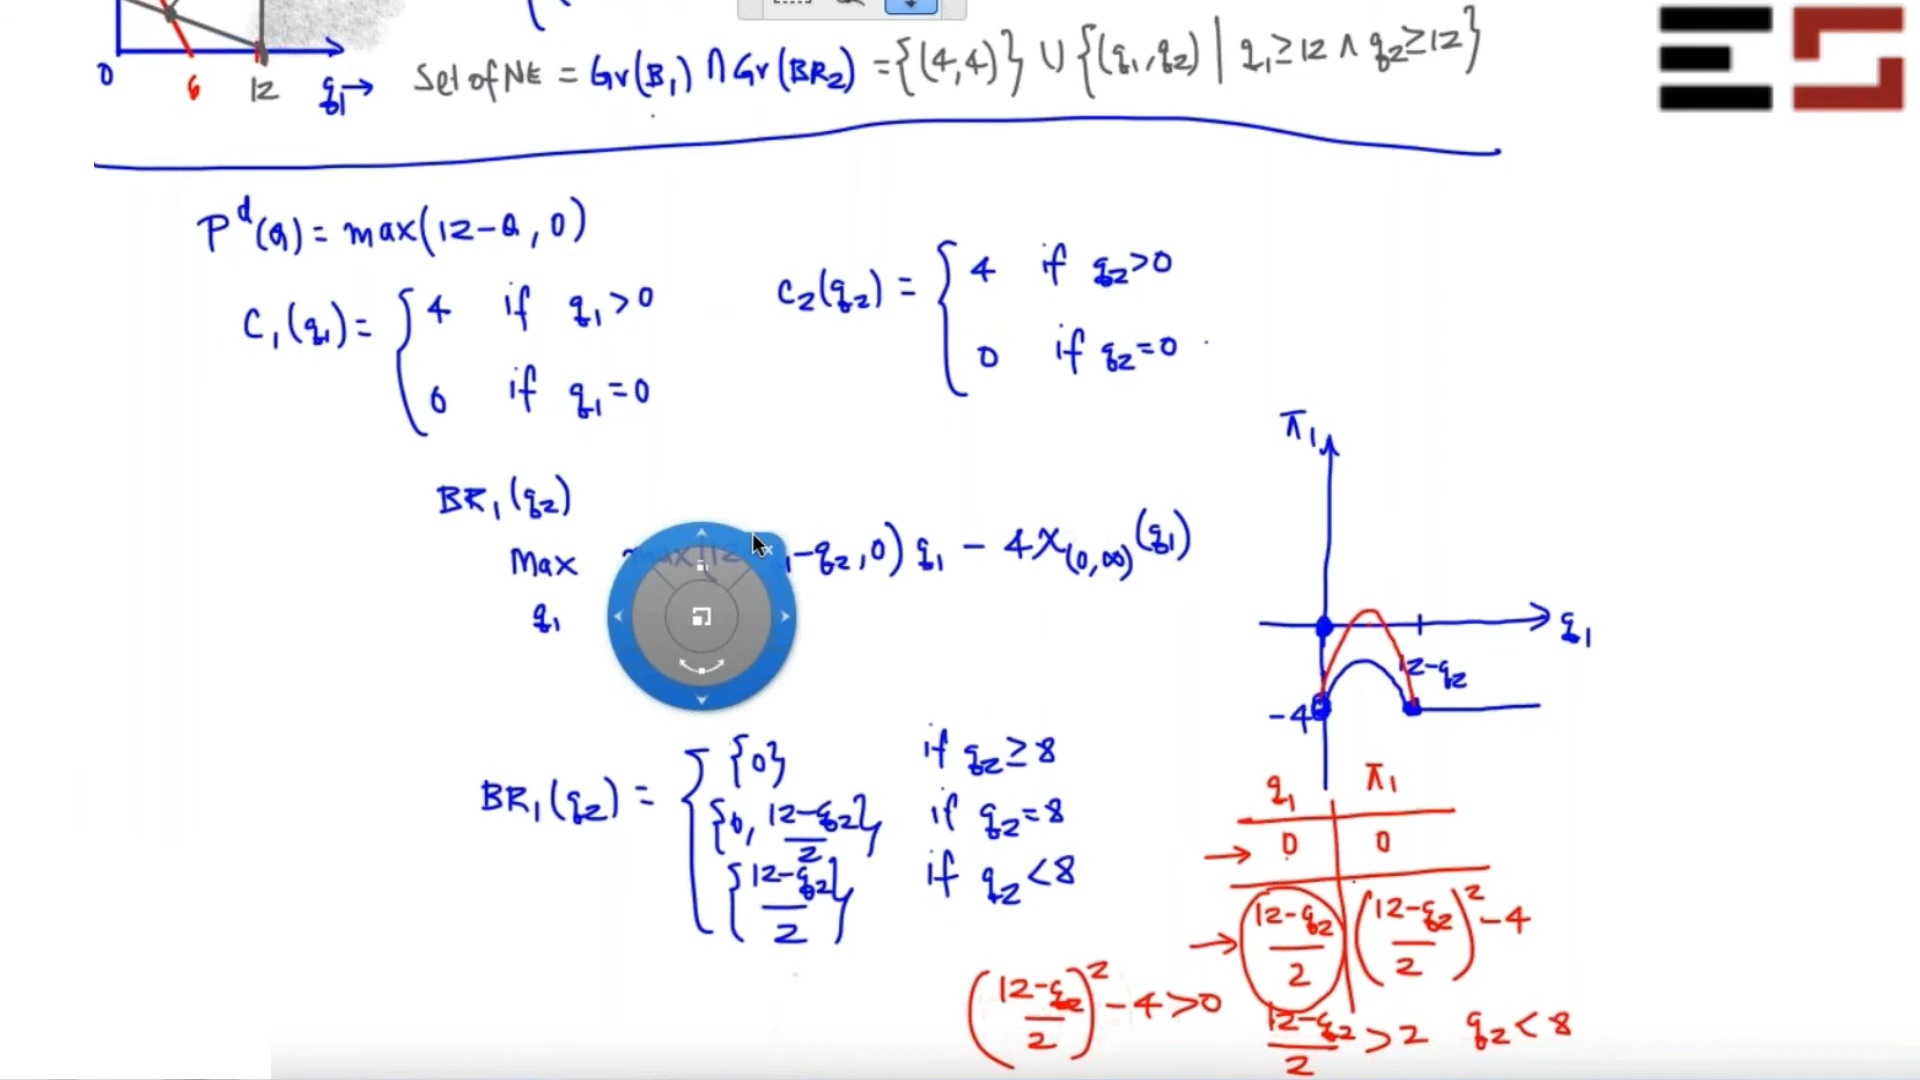 0 6 12 q₁→
Set of NE = Gr(B₁) ∩ Gr(BR₂) = {(4,4)} ∪ {(q₁,q₂) | q₁≥12 ∧ q₂≥12}
ES
Pᵈ(Q) = max(12-Q, 0)
C₁(q₁) = { 4 if q₁>0
0 if q₁=0
C₂(q₂) = { 4 if q₂>0
0 if q₂=0
BR₁(q₂)
Max max(12-q₁-q₂,0) q₁ - 4χ(0,∞)(q₁)
q₁
π₁
q₁
12-q₂
-4
BR₁(q₂) = { {0} if q₂≥8
{0, (12-q₂)/2} if q₂=8
{(12-q₂)/2} if q₂<8
q₁ π₁
0 0
(12-q₂)/2 ((12-q₂)/2)²-4
((12-q₂)/2)²-4>0
(12-q₂)/2>2 q₂<8